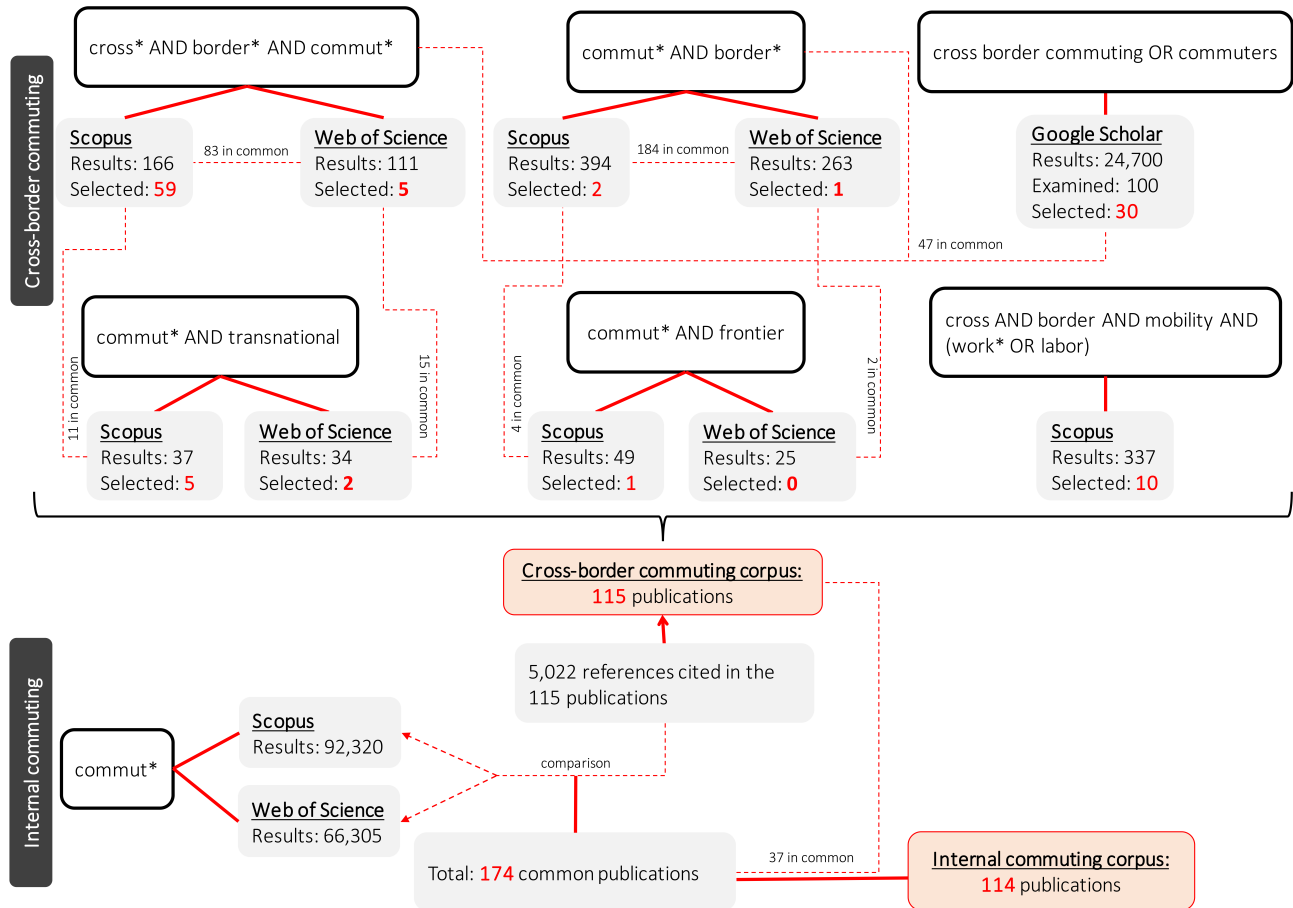 Cross-border commuting
cross* AND border* AND commut*
commut* AND border*
cross border commuting OR commuters
Scopus
Results: 166
Selected: 59
83 in common
Web of Science
Results: 111
Selected: 5
Scopus
Results: 394
Selected: 2
184 in common
Web of Science
Results: 263
Selected: 1
Google Scholar
Results: 24,700
Examined: 100
Selected: 30
47 in common
commut* AND transnational
commut* AND frontier
cross AND border AND mobility AND
(work* OR labor)
11 in common
15 in common
4 in common
2 in common
Scopus
Results: 37
Selected: 5
Web of Science
Results: 34
Selected: 2
Scopus
Results: 49
Selected: 1
Web of Science
Results: 25
Selected: 0
Scopus
Results: 337
Selected: 10
Cross-border commuting corpus:
115 publications
5,022 references cited in the
115 publications
Internal commuting
commut*
Scopus
Results: 92,320
Web of Science
Results: 66,305
comparison
Total: 174 common publications
37 in common
Internal commuting corpus:
114 publications